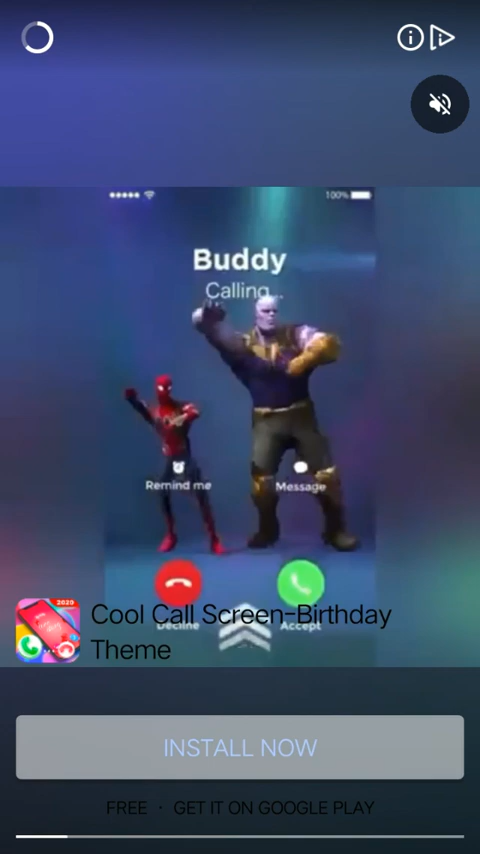 100%
Buddy
Calling...
Remind me
Message
2020
Decline
Accept
Cool Call Screen-Birthday
Theme
INSTALL NOW
FREE · GET IT ON GOOGLE PLAY